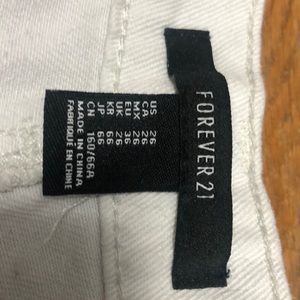 FOREVER 21
US 26
CA 26
MX 26
EU 36
UK 26
KR 66
JP 66
CN 160/66A
MADE IN CHINA
FABRIQUÉ EN CHINE